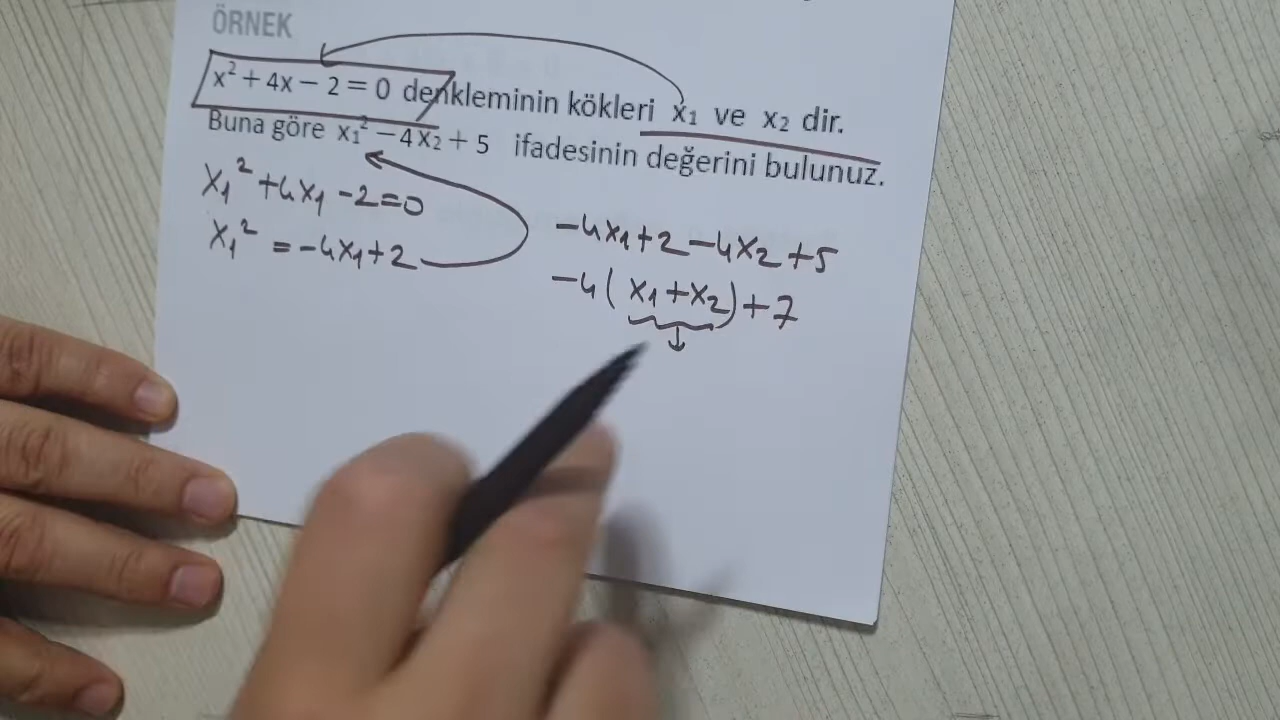 ÖRNEK
x² + 4x − 2 = 0 denkleminin kökleri x₁ ve x₂ dir.
Buna göre x₁² − 4x₂ + 5 ifadesinin değerini bulunuz.
x₁² + 4x₁ − 2 = 0
x₁² = −4x₁ + 2
−4x₁ + 2 − 4x₂ + 5
−4(x₁ + x₂) + 7